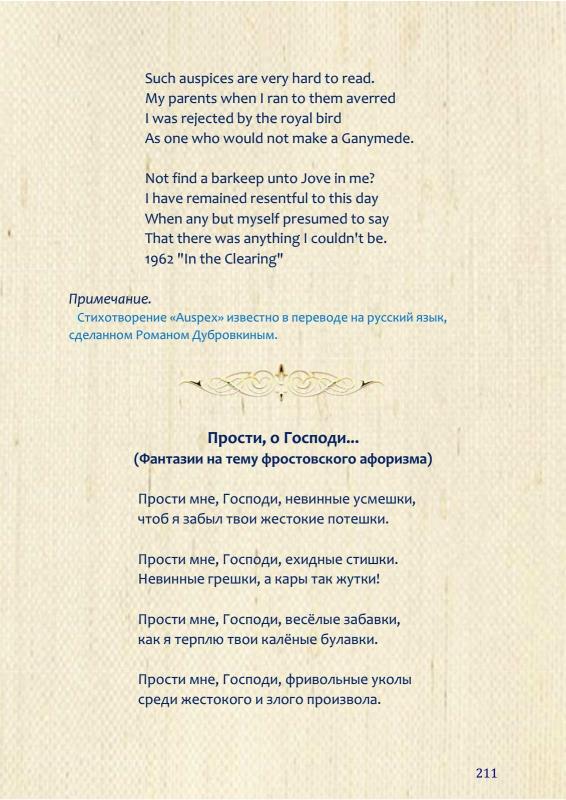 Such auspices are very hard to read.
My parents when I ran to them averred
I was rejected by the royal bird
As one who would not make a Ganymede.
Not find a barkeep unto Jove in me?
I have remained resentful to this day
When any but myself presumed to say
That there was anything I couldn't be.
1962 "In the Clearing"
Примечание.
Стихотворение «Auspex» известно в переводе на русский язык,
сделанном Романом Дубровкиным.
Прости, о Господи...
(Фантазии на тему фростовского афоризма)
Прости мне, Господи, невинные усмешки,
чтоб я забыл твои жестокие потешки.
Прости мне, Господи, ехидные стишки.
Невинные грешки, а кары так жутки!
Прости мне, Господи, весёлые забавки,
как я терплю твои калёные булавки.
Прости мне, Господи, фривольные уколы
среди жестокого и злого произвола.
211